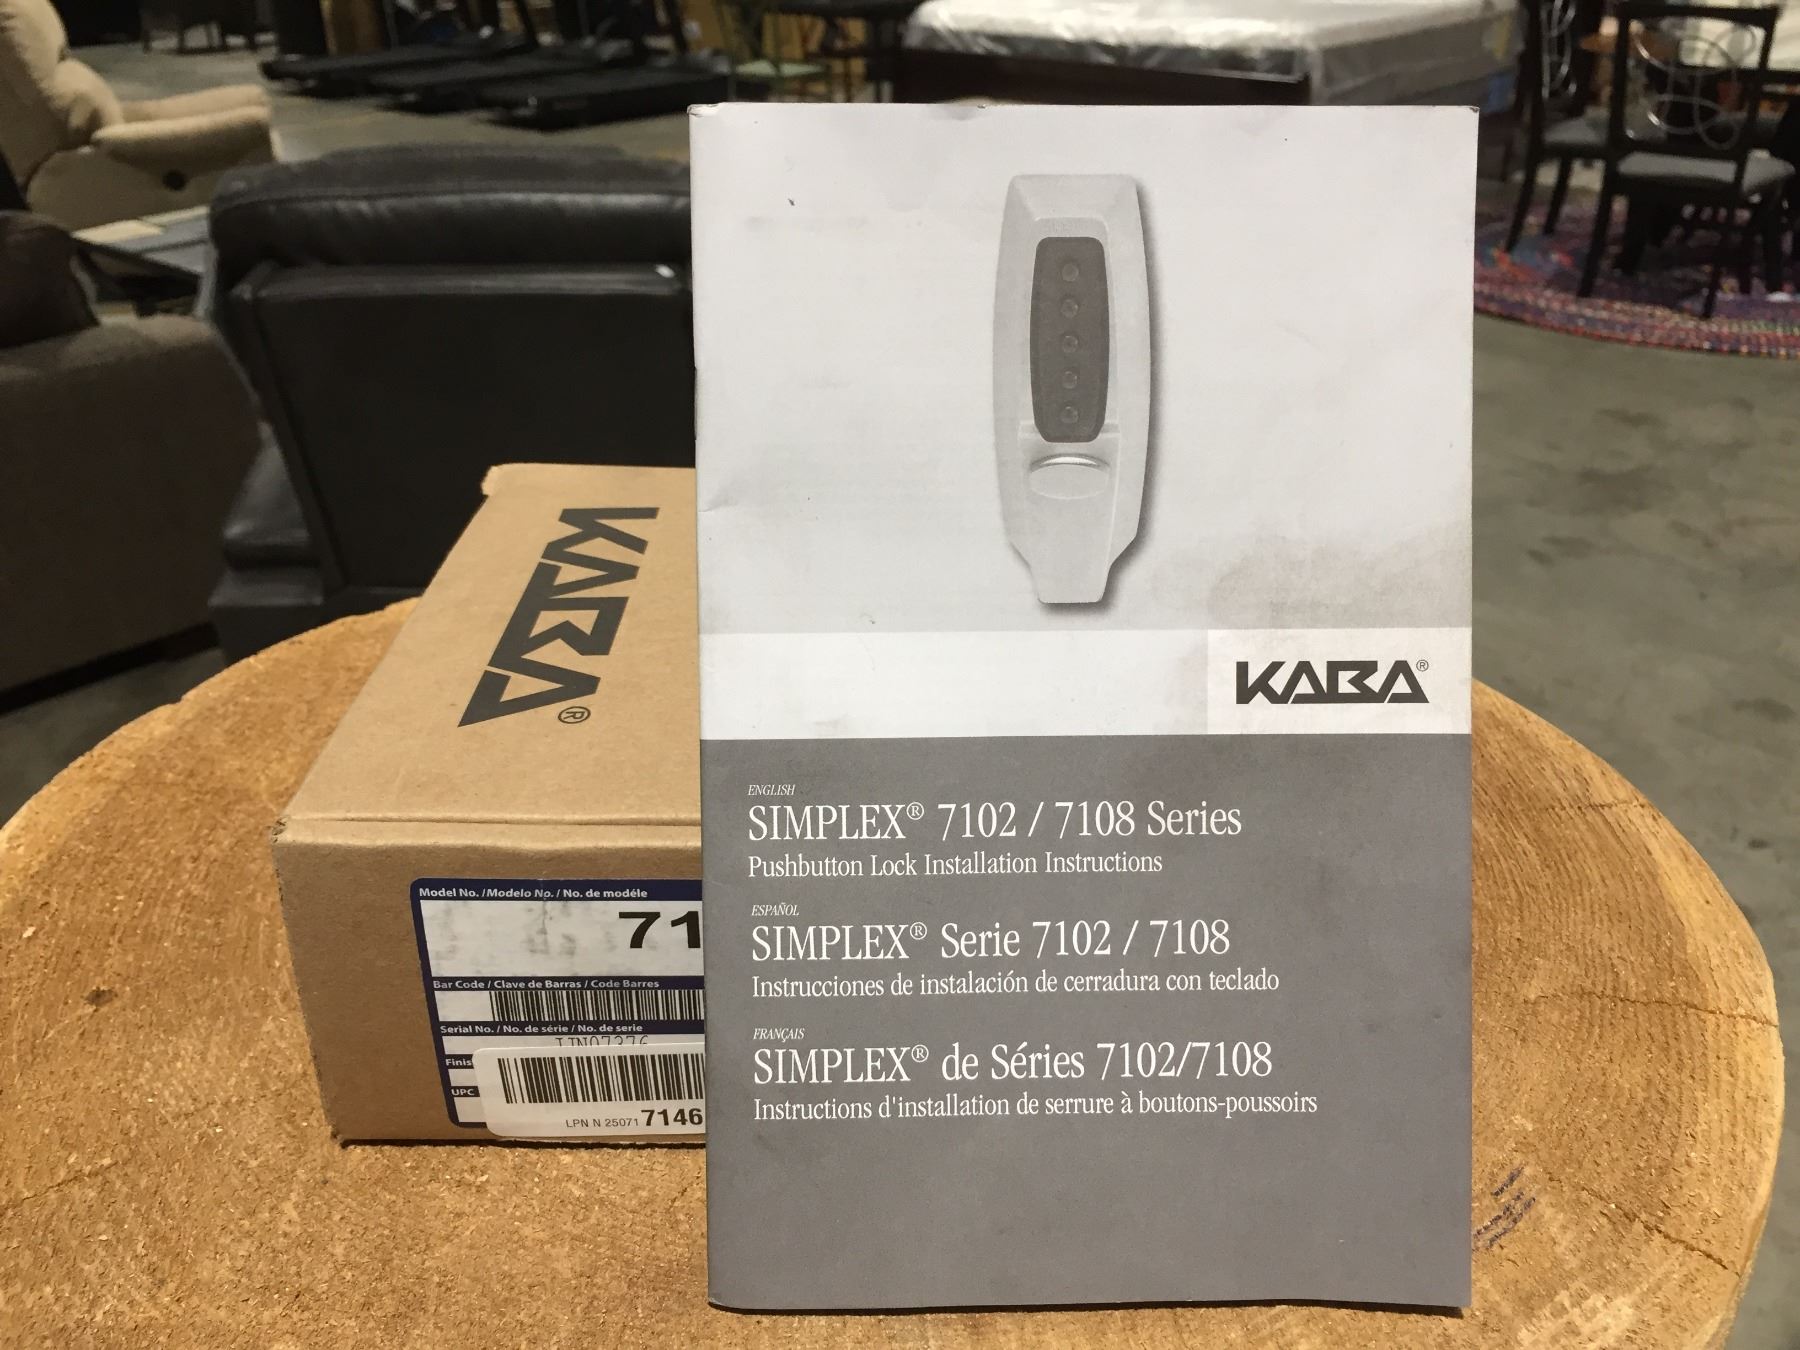 KABA®
ENGLISH
SIMPLEX® 7102 / 7108 Series
Pushbutton Lock Installation Instructions
ESPAÑOL
SIMPLEX® Serie 7102 / 7108
Instrucciones de instalación de cerradura con teclado
FRANÇAIS
SIMPLEX® de Séries 7102/7108
Instructions d'installation de serrure à boutons-poussoirs
KABA®
Model No. /Modelo No. / No. de modéle
71
Bar Code / Clave de Barras / Code Barres
Serial No. / No. de série / No. de serie
Finis
UPC
LPN N 25071 7146